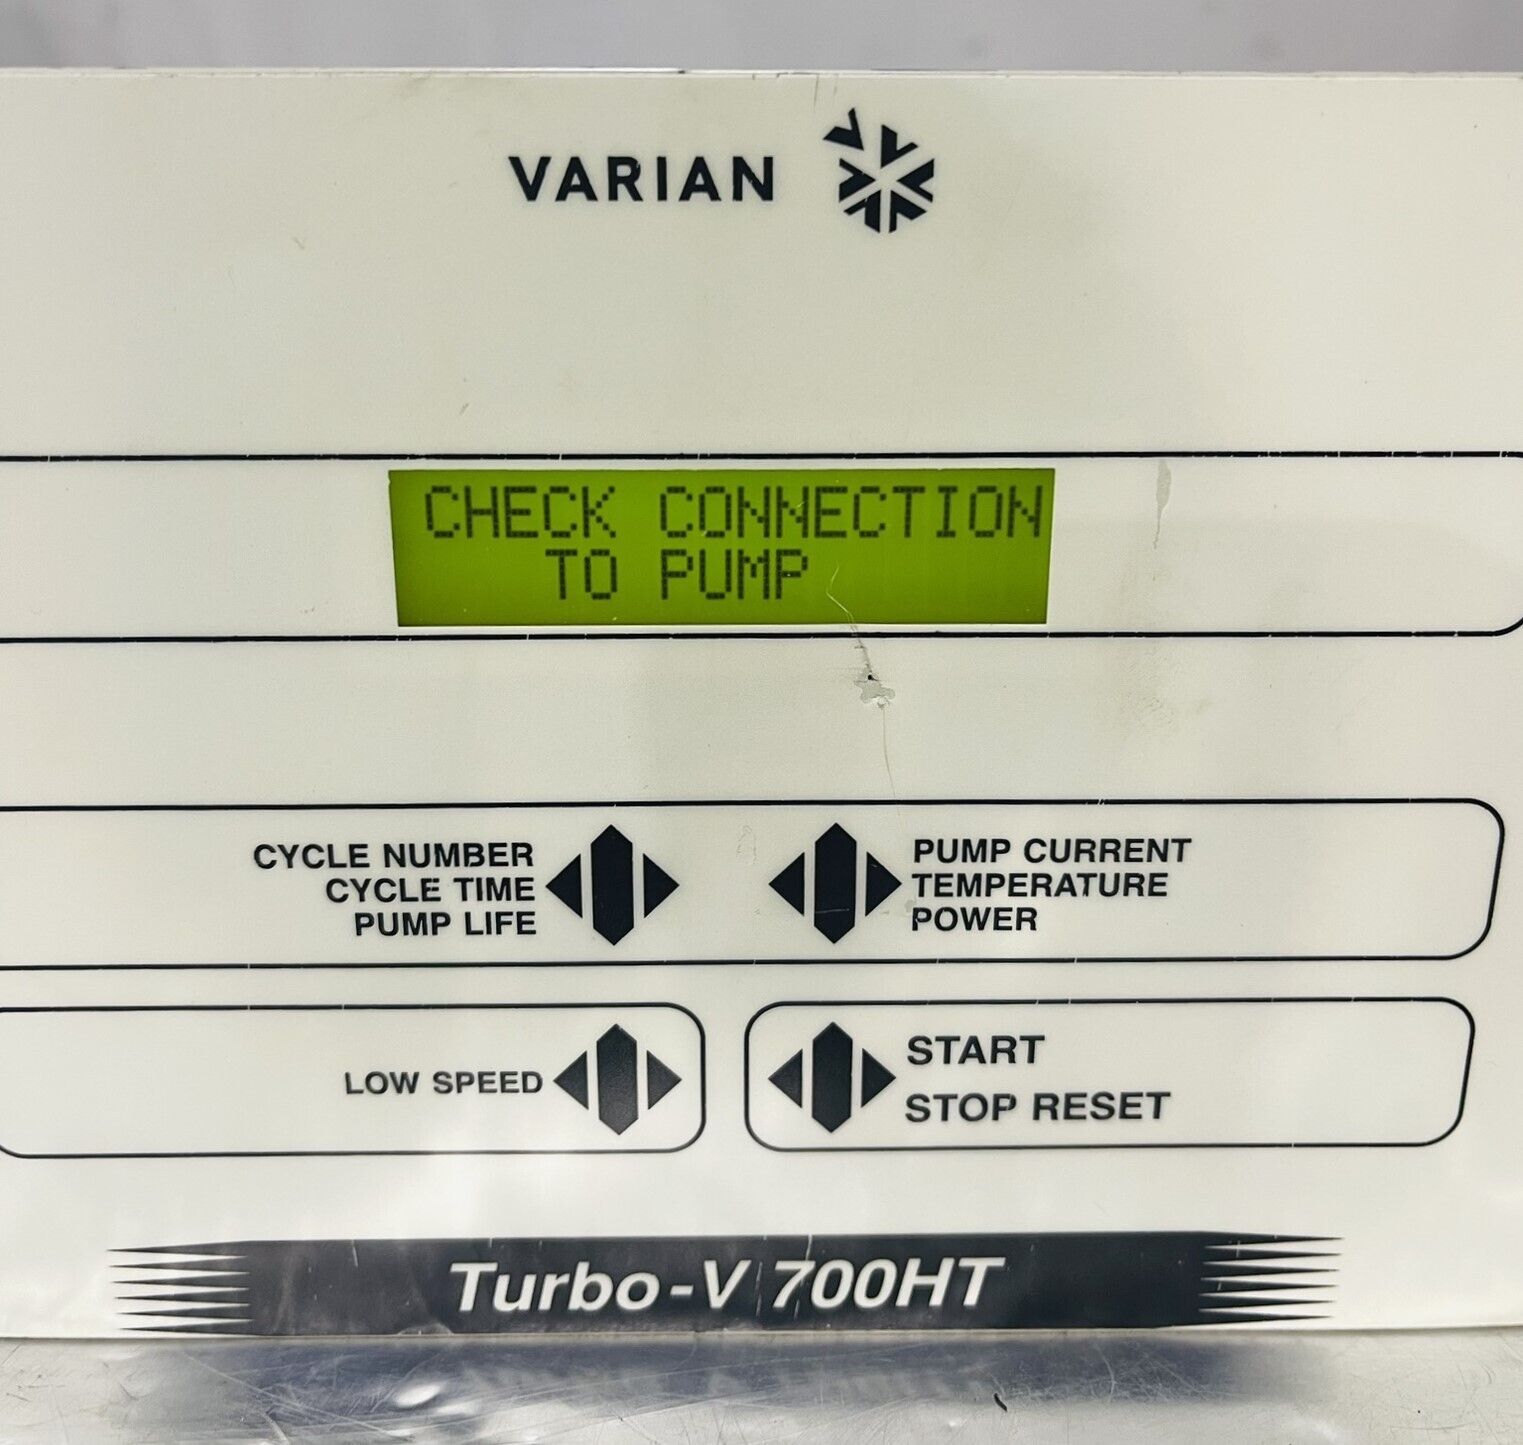 VARIAN
CHECK CONNECTION
TO PUMP
CYCLE NUMBER
CYCLE TIME
PUMP LIFE
PUMP CURRENT
TEMPERATURE
POWER
LOW SPEED
START
STOP RESET
Turbo-V 700HT